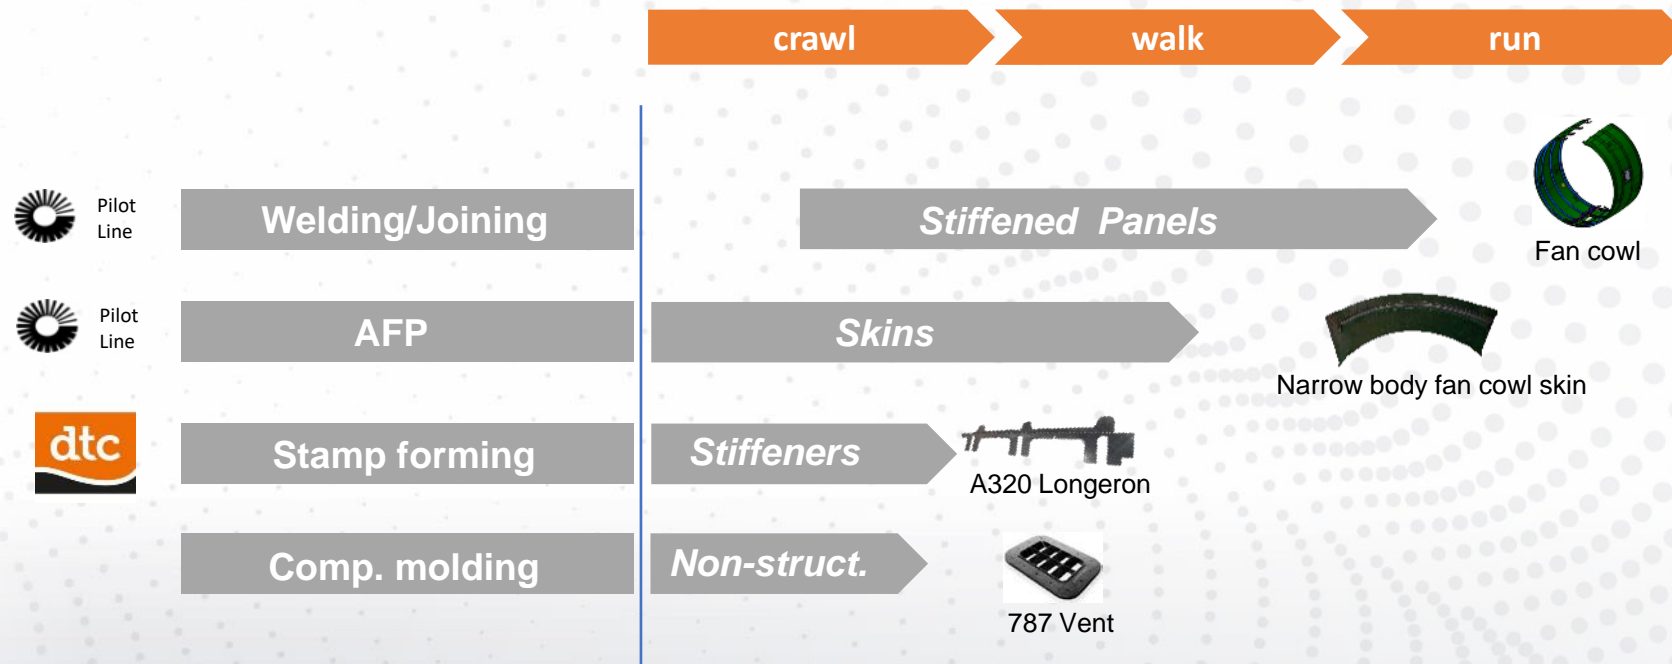 crawl
walk
run
Pilot
Line
Welding/Joining
Stiffened Panels
Fan cowl
Pilot
Line
AFP
Skins
Narrow body fan cowl skin
dtc
Stamp forming
Stiffeners
A320 Longeron
Comp. molding
Non-struct.
787 Vent